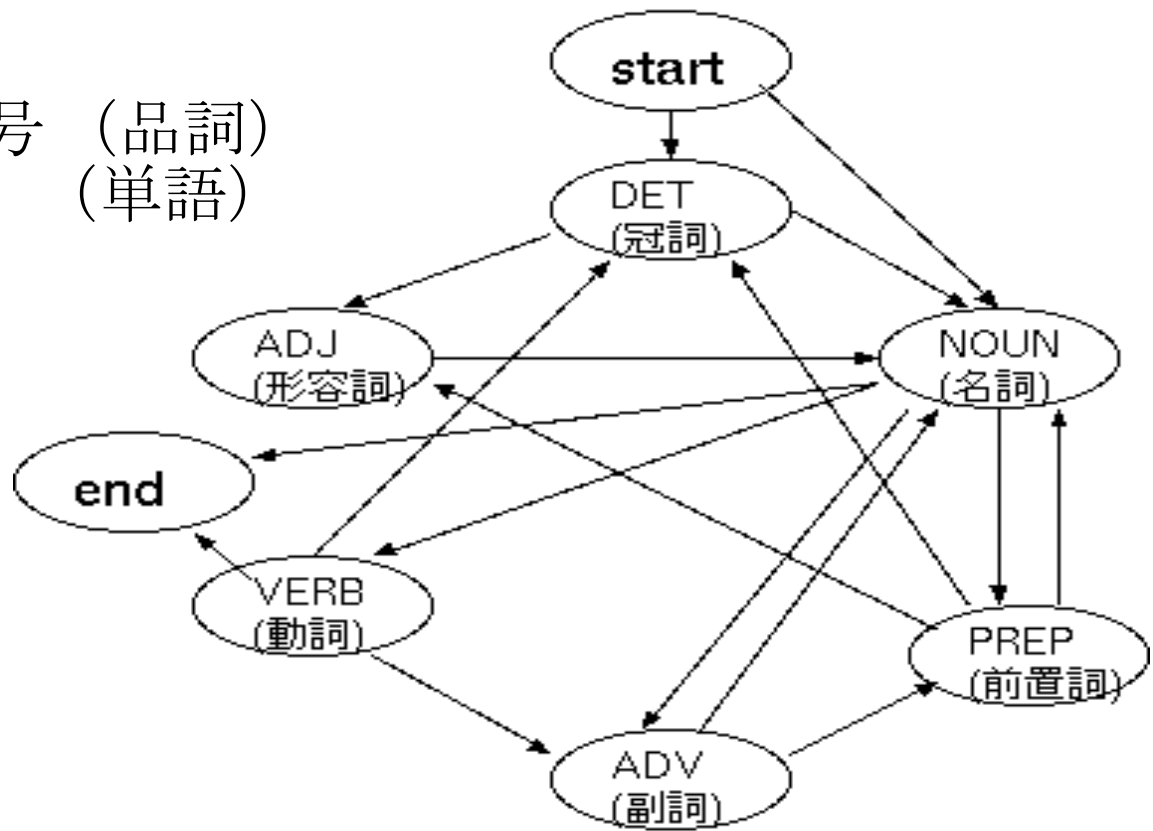 号 (品詞)
(単語)
start
DET
(冠詞)
ADJ
(形容詞)
NOUN
(名詞)
end
VERB
(動詞)
PREP
(前置詞)
ADV
(副詞)